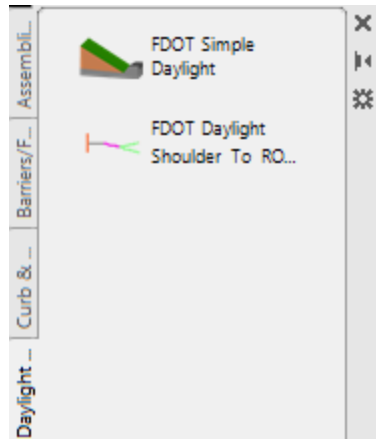 Assembli...
Barriers/F...
Curb & ...
Daylight ...
FDOT Simple
Daylight
FDOT Daylight
Shoulder To RO...